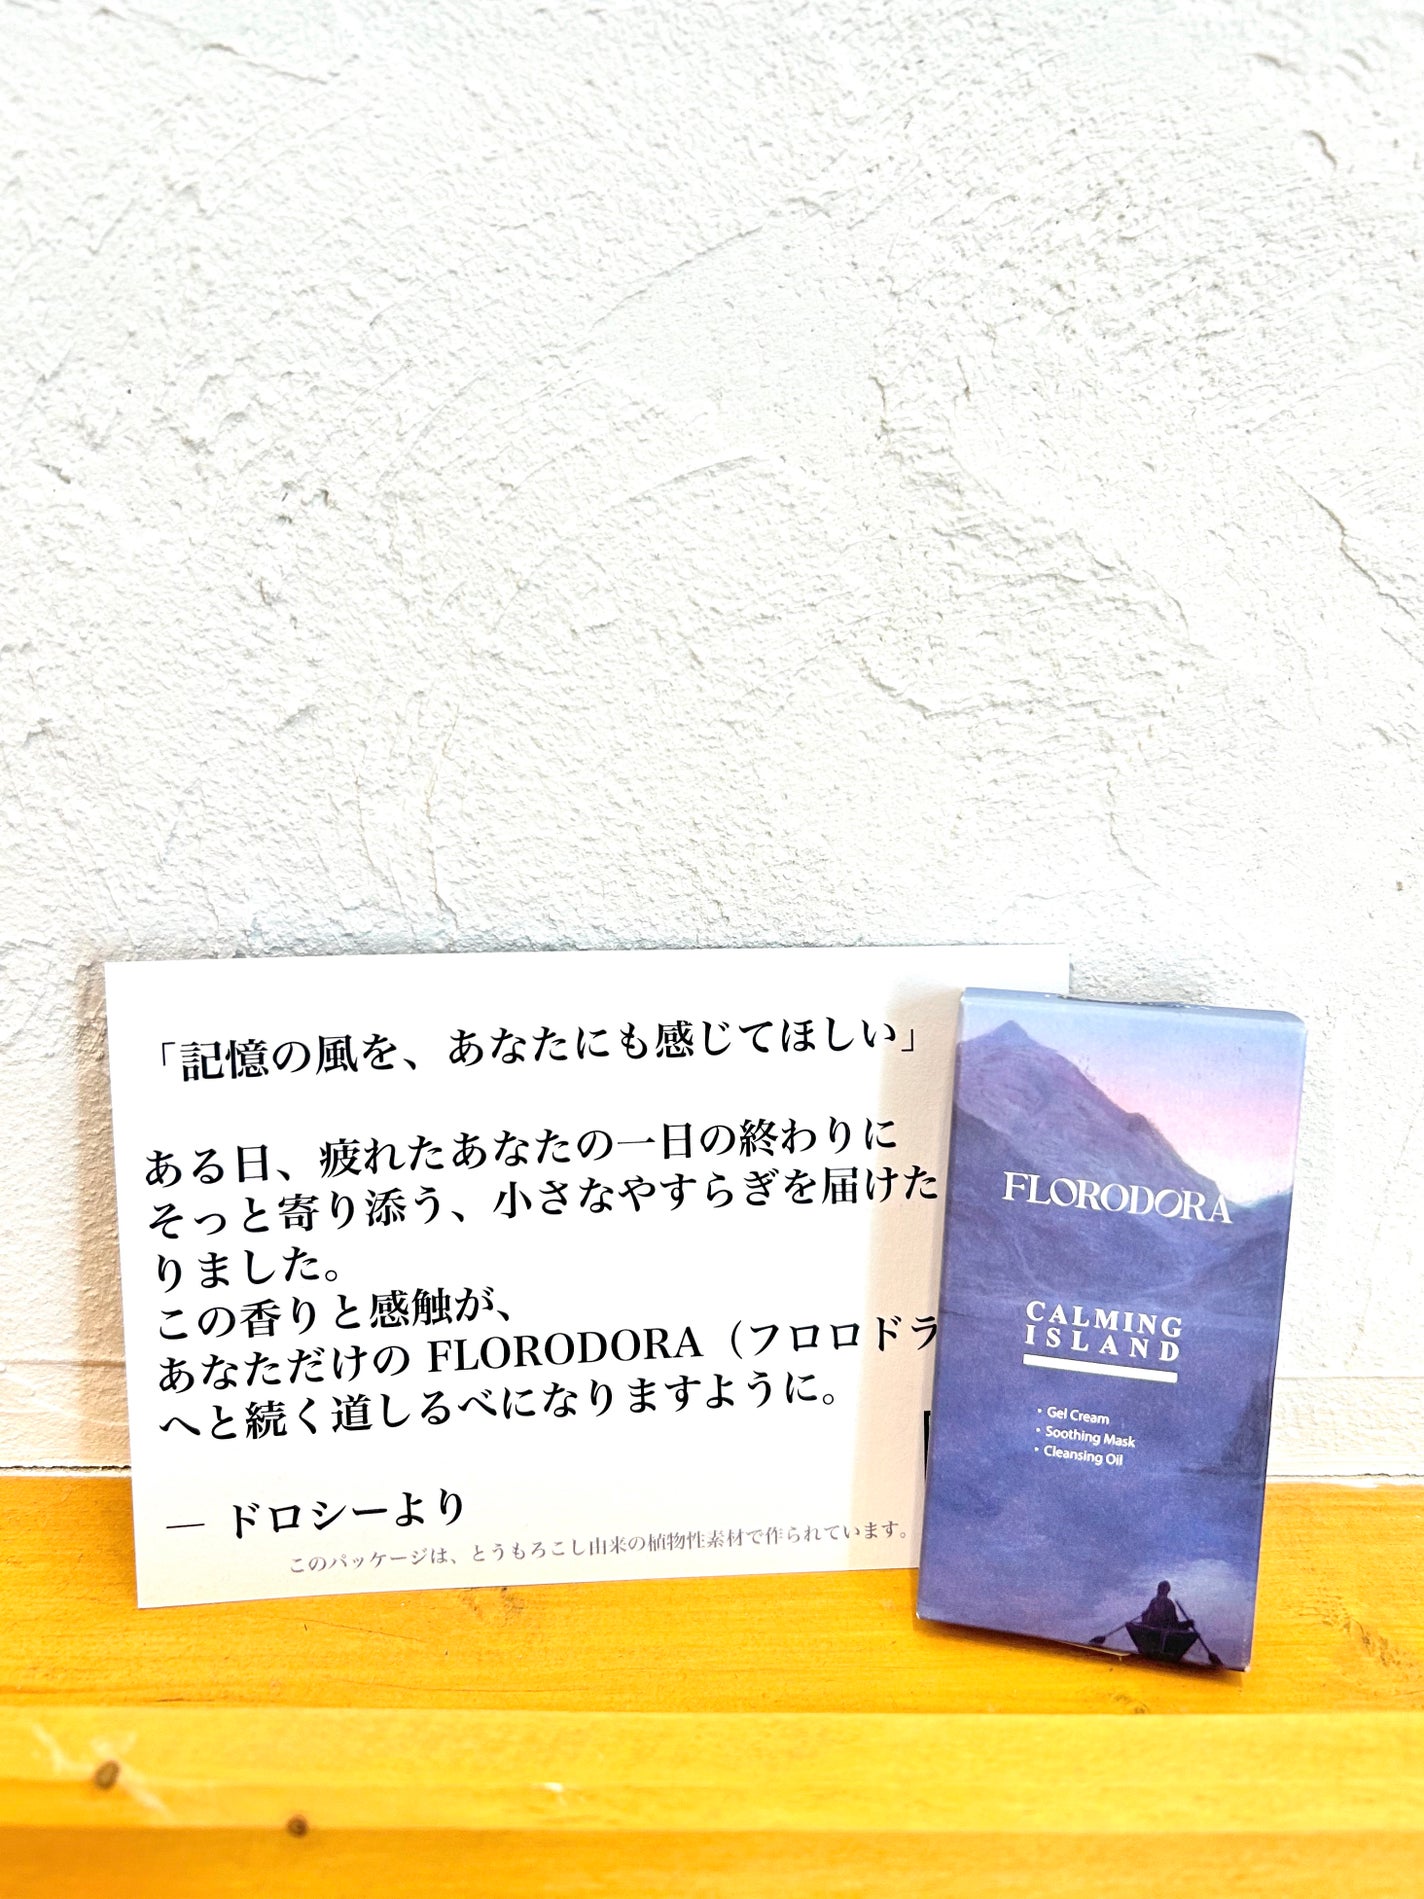 「記憶の風を、あなたにも感じてほしい」
ある日、疲れたあなたの一日の終わりに
そっと寄り添う、小さなやすらぎを届けた
りました。
この香りと感触が、
あなただけの FLORODORA（フロロドラ
へと続く道しるべになりますように。
— ドロシーより
このパッケージは、とうもろこし由来の植物性素材で作られています。
FLORODORA
CALMING
ISLAND
• Gel Cream
• Soothing Mask
• Cleansing Oil